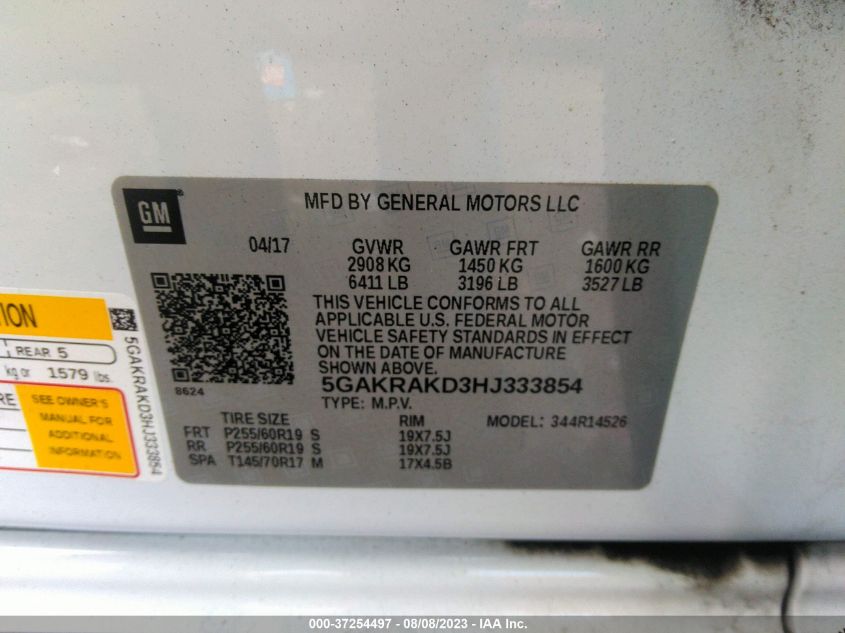 GM
MFD BY GENERAL MOTORS LLC
04/17 GVWR GAWR FRT GAWR RR
2908 KG 1450 KG 1600 KG
6411 LB 3196 LB 3527 LB
THIS VEHICLE CONFORMS TO ALL
APPLICABLE U.S. FEDERAL MOTOR
VEHICLE SAFETY STANDARDS IN EFFECT
ON THE DATE OF MANUFACTURE
SHOWN ABOVE.
8624
5GAKRAKD3HJ333854
TYPE: M.P.V.
TIRE SIZE RIM MODEL: 344R14526
FRT P255/60R19 S 19X7.5J
RR P255/60R19 S 19X7.5J
SPA T145/70R17 M 17X4.5B
REAR 5
kg or 1579 lbs.
SEE OWNER'S
MANUAL FOR
ADDITIONAL
INFORMATION
5GAKRAKD3HJ333854
000-37254497 - 08/08/2023 - IAA Inc.